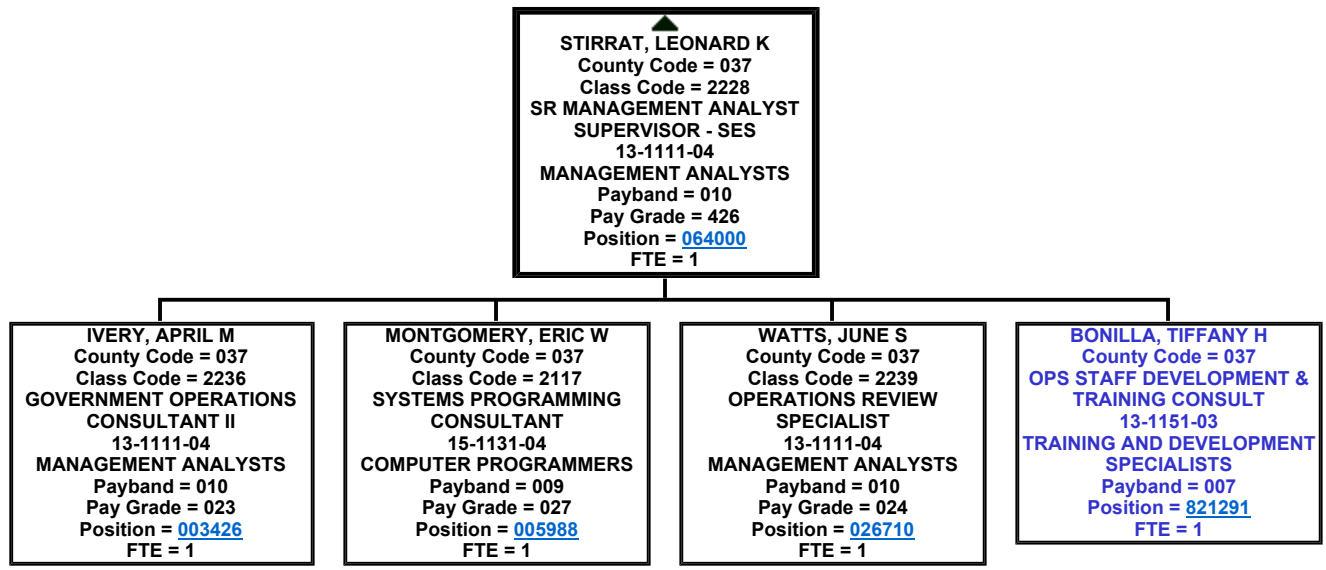 STIRRAT, LEONARD K
County Code = 037
Class Code = 2228
SR MANAGEMENT ANALYST
SUPERVISOR - SES
13-1111-04
MANAGEMENT ANALYSTS
Payband = 010
Pay Grade = 426
Position = 064000
FTE = 1
IVERY, APRIL M
County Code = 037
Class Code = 2236
GOVERNMENT OPERATIONS
CONSULTANT II
13-1111-04
MANAGEMENT ANALYSTS
Payband = 010
Pay Grade = 023
Position = 003426
FTE = 1
MONTGOMERY, ERIC W
County Code = 037
Class Code = 2117
SYSTEMS PROGRAMMING
CONSULTANT
15-1131-04
COMPUTER PROGRAMMERS
Payband = 009
Pay Grade = 027
Position = 005988
FTE = 1
WATTS, JUNE S
County Code = 037
Class Code = 2239
OPERATIONS REVIEW
SPECIALIST
13-1111-04
MANAGEMENT ANALYSTS
Payband = 010
Pay Grade = 024
Position = 026710
FTE = 1
BONILLA, TIFFANY H
County Code = 037
OPS STAFF DEVELOPMENT &
TRAINING CONSULT
13-1151-03
TRAINING AND DEVELOPMENT
SPECIALISTS
Payband = 007
Position = 821291
FTE = 1